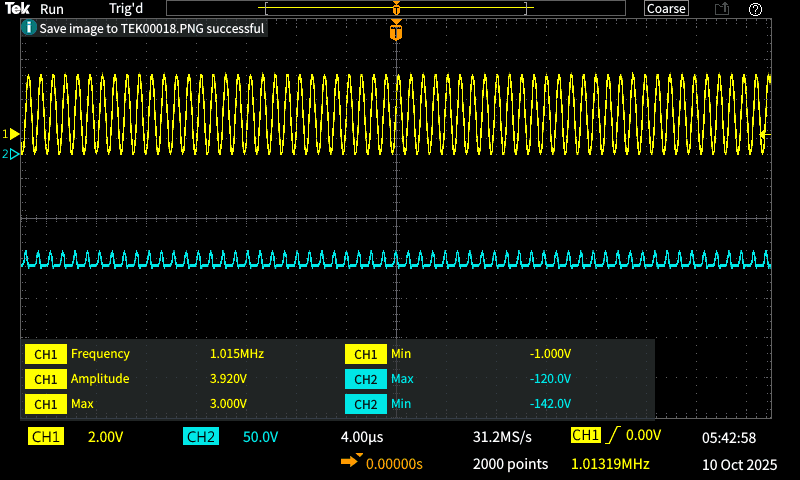 Tek Run Trig'd T Coarse ?
i Save image to TEK00018.PNG successful
T
1
2
CH1 Frequency 1.015MHz CH1 Min -1.000V
CH1 Amplitude 3.920V CH2 Max -120.0V
CH1 Max 3.000V CH2 Min -142.0V
CH1 2.00V CH2 50.0V 4.00µs 31.2MS/s CH1 0.00V 05:42:58
0.00000s 2000 points 1.01319MHz 10 Oct 2025